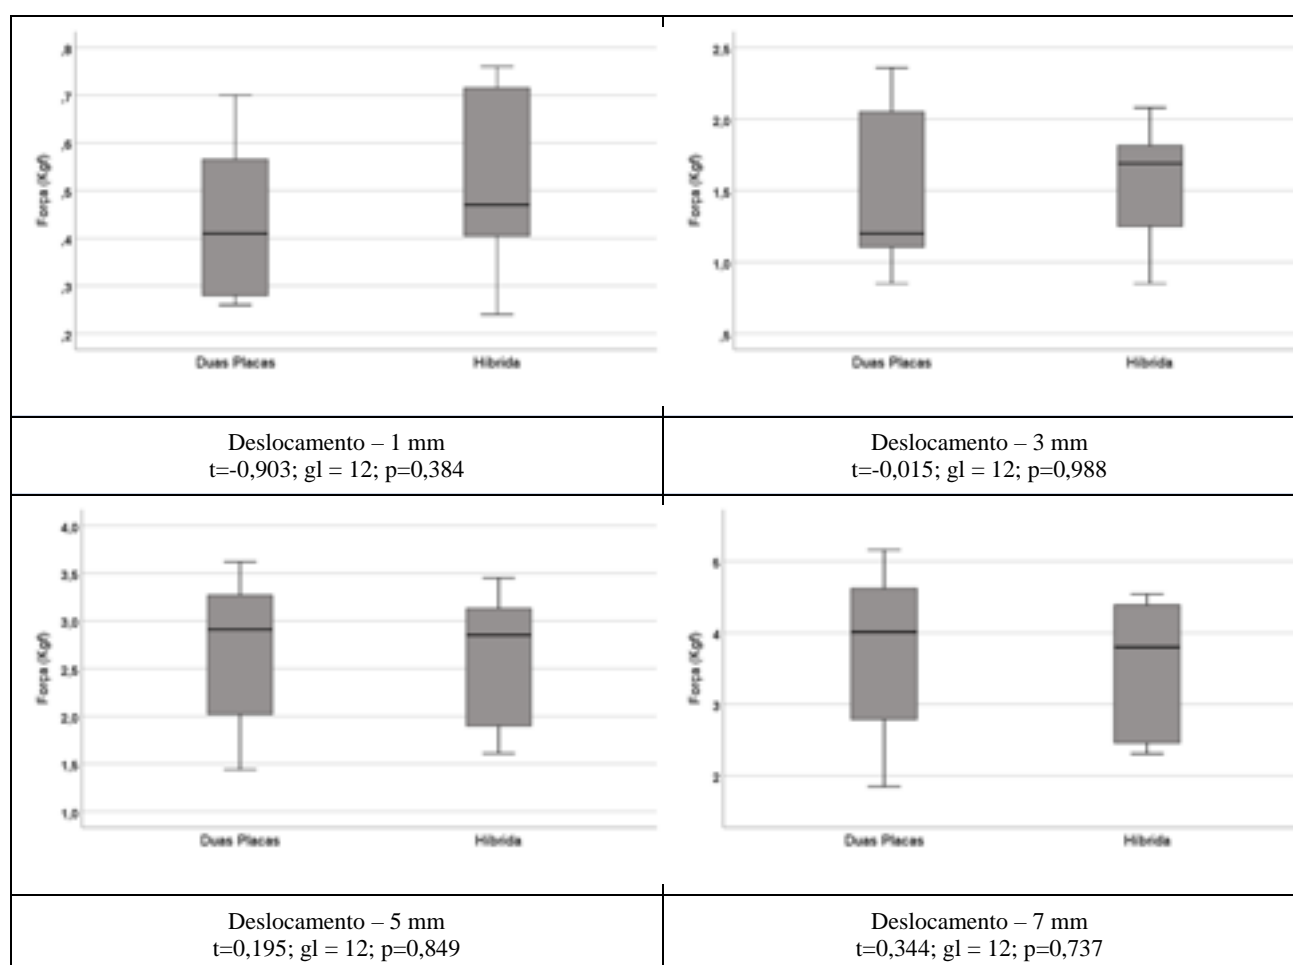 ,8
,7
,6
,5
,4
,3
,2
Força (Kgf)
Duas Placas
Híbrida
2,5
2,0
1,5
1,0
,5
Força (Kgf)
Duas Placas
Híbrida
Deslocamento – 1 mm
t=-0,903; gl = 12; p=0,384
Deslocamento – 3 mm
t=-0,015; gl = 12; p=0,988
4,0
3,5
3,0
2,5
2,0
1,5
1,0
Força (Kgf)
Duas Placas
Híbrida
5
4
3
2
Força (Kgf)
Duas Placas
Híbrida
Deslocamento – 5 mm
t=0,195; gl = 12; p=0,849
Deslocamento – 7 mm
t=0,344; gl = 12; p=0,737